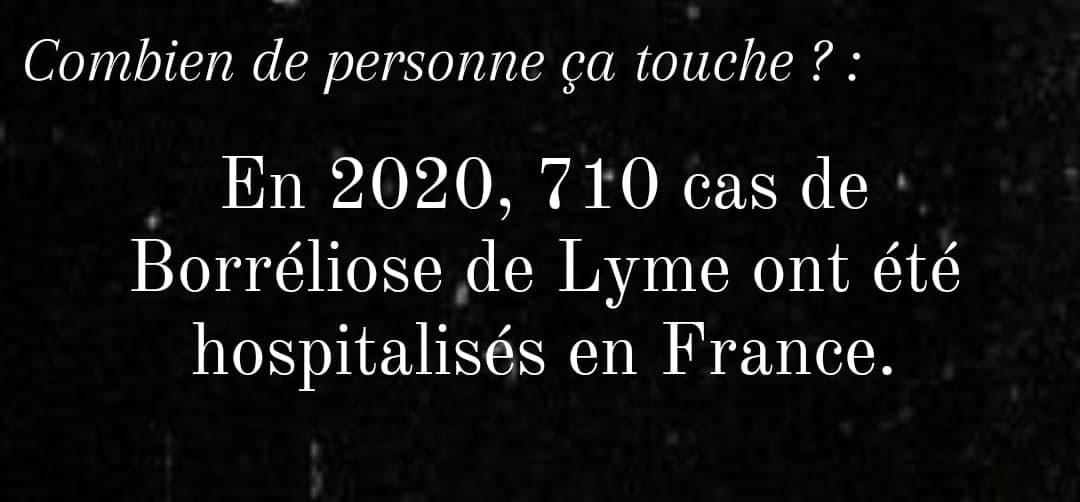 Combien de personne ça touche ? :
En 2020, 710 cas de
Borréliose de Lyme ont été
hospitalisés en France.